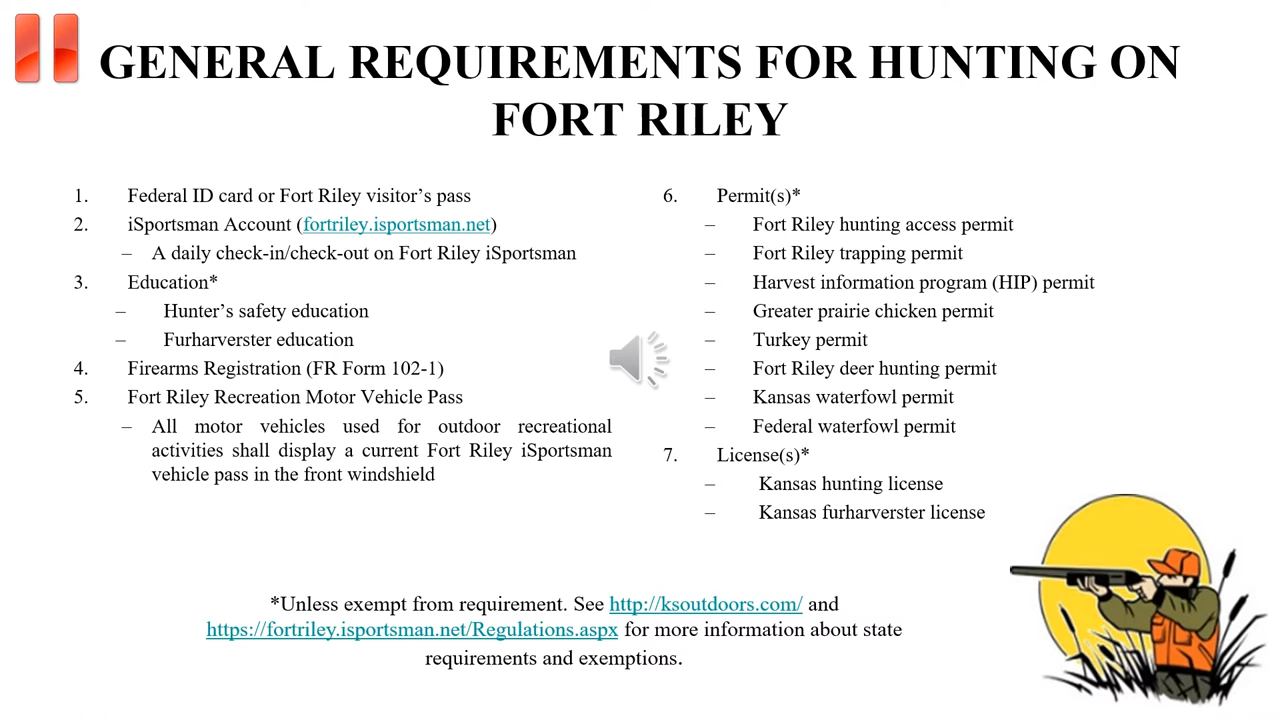 GENERAL REQUIREMENTS FOR HUNTING ON
FORT RILEY
1. Federal ID card or Fort Riley visitor’s pass
2. iSportsman Account (fortriley.isportsman.net)
– A daily check-in/check-out on Fort Riley iSportsman
3. Education*
– Hunter’s safety education
– Furharverster education
4. Firearms Registration (FR Form 102-1)
5. Fort Riley Recreation Motor Vehicle Pass
– All motor vehicles used for outdoor recreational
activities shall display a current Fort Riley iSportsman
vehicle pass in the front windshield
6. Permit(s)*
– Fort Riley hunting access permit
– Fort Riley trapping permit
– Harvest information program (HIP) permit
– Greater prairie chicken permit
– Turkey permit
– Fort Riley deer hunting permit
– Kansas waterfowl permit
– Federal waterfowl permit
7. License(s)*
– Kansas hunting license
– Kansas furharverster license
*Unless exempt from requirement. See http://ksoutdoors.com/ and
https://fortriley.isportsman.net/Regulations.aspx for more information about state
requirements and exemptions.